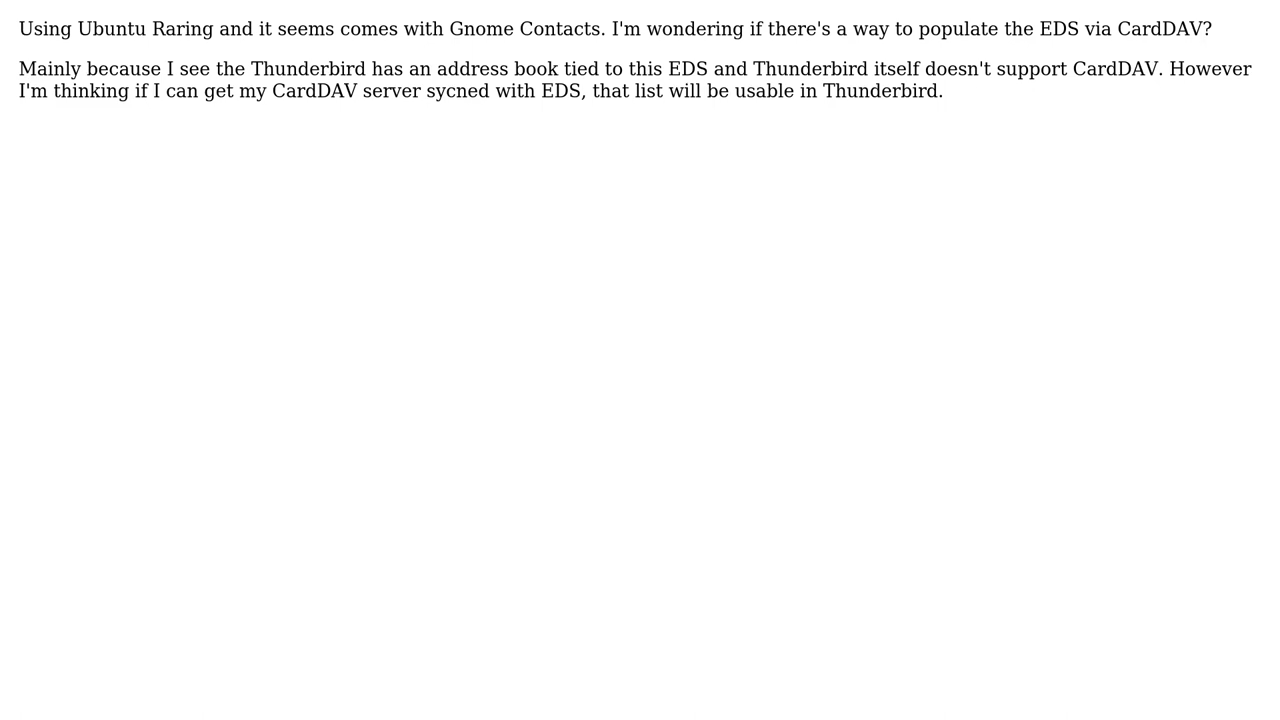 Using Ubuntu Raring and it seems comes with Gnome Contacts. I'm wondering if there's a way to populate the EDS via CardDAV?
Mainly because I see the Thunderbird has an address book tied to this EDS and Thunderbird itself doesn't support CardDAV. However
I'm thinking if I can get my CardDAV server sycned with EDS, that list will be usable in Thunderbird.